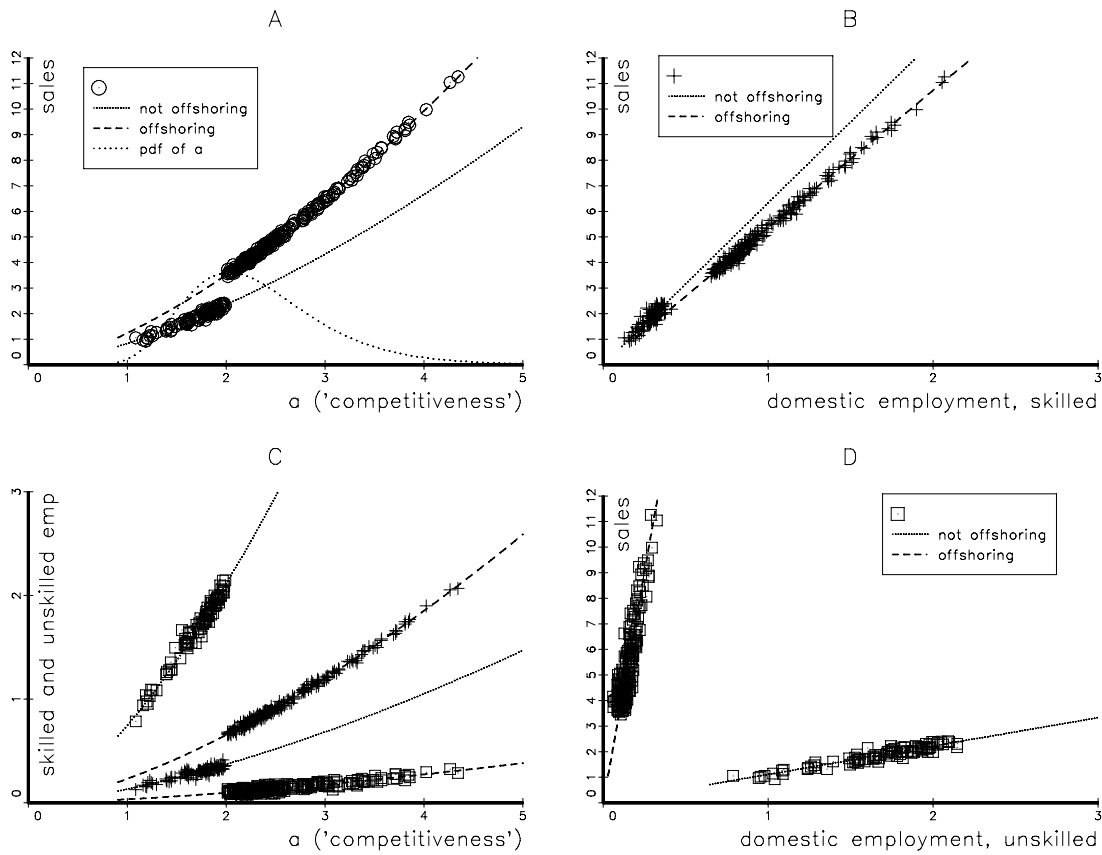 A
sales
not offshoring
offshoring
pdf of a
0 1 2 3 4 5 6 7 8 9 10 11 12
0 1 2 3 4 5
a ('competitiveness')
B
sales
not offshoring
offshoring
0 1 2 3 4 5 6 7 8 9 10 11 12
0 1 2 3
domestic employment, skilled
C
skilled and unskilled emp
0 1 2 3
0 1 2 3 4 5
a ('competitiveness')
D
sales
not offshoring
offshoring
0 1 2 3 4 5 6 7 8 9 10 11 12
0 1 2 3
domestic employment, unskilled